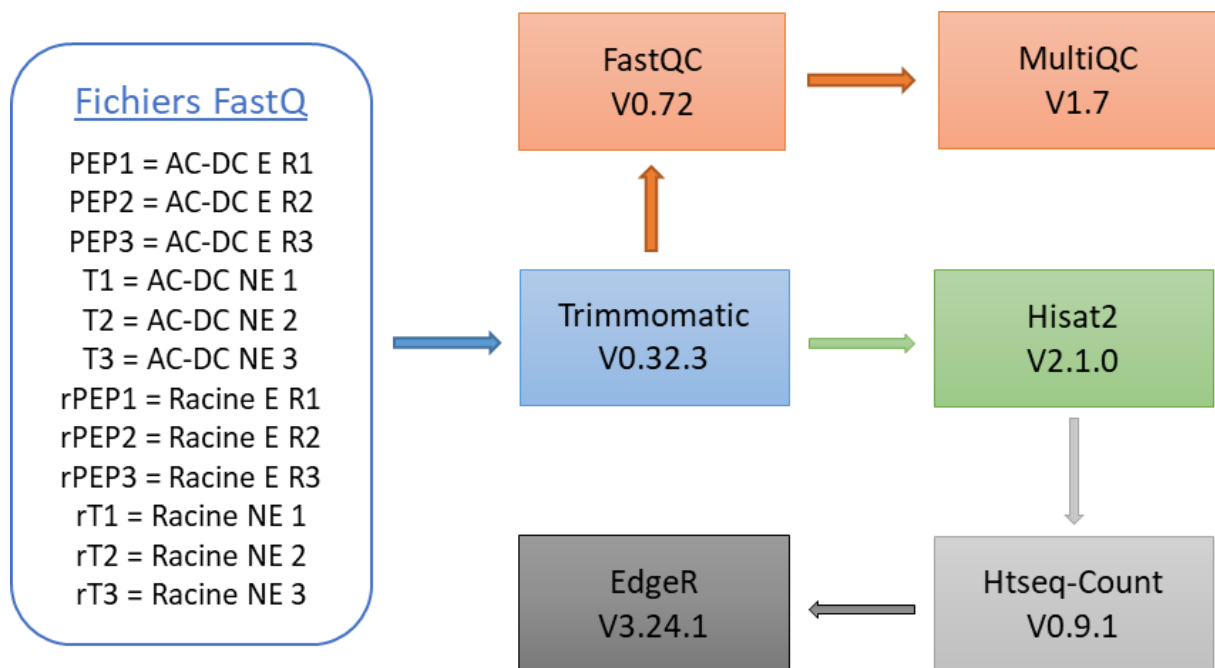 Fichiers FastQ
PEP1 = AC-DC E R1
PEP2 = AC-DC E R2
PEP3 = AC-DC E R3
T1 = AC-DC NE 1
T2 = AC-DC NE 2
T3 = AC-DC NE 3
rPEP1 = Racine E R1
rPEP2 = Racine E R2
rPEP3 = Racine E R3
rT1 = Racine NE 1
rT2 = Racine NE 2
rT3 = Racine NE 3
FastQC
V0.72
MultiQC
V1.7
Trimmomatic
V0.32.3
Hisat2
V2.1.0
EdgeR
V3.24.1
Htseq-Count
V0.9.1